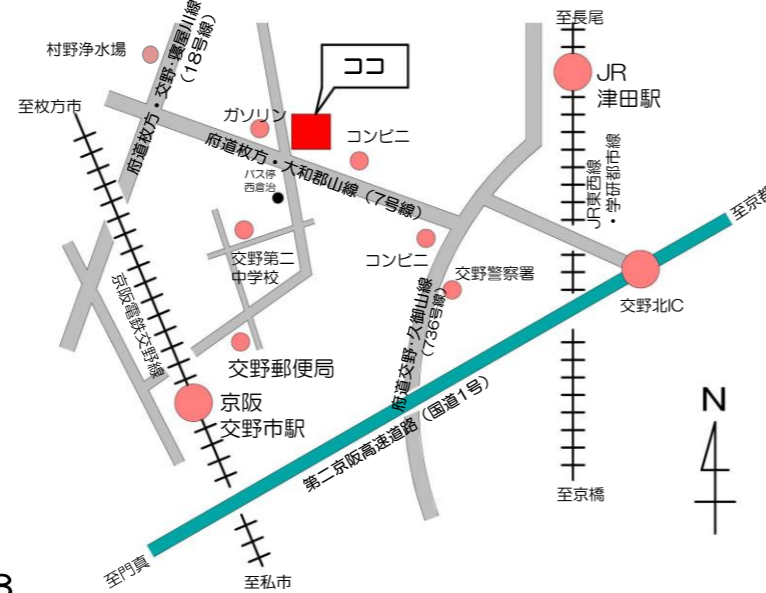 至長尾
村野浄水場
府道枚方・交野・寝屋川線
（18号線）
ココ
JR
津田駅
至枚方市
ガソリン
コンビニ
府道枚方・大和郡山線（7号線）
バス停
西倉治
JR東西線
・学研都市線
至京都
交野第二
中学校
コンビニ
交野警察署
京阪電鉄交野線
府道交野・久御山線
（736号線）
交野北IC
交野郵便局
京阪
交野市駅
N
第二京阪高速道路（国道1号）
至京橋
至門真
至私市